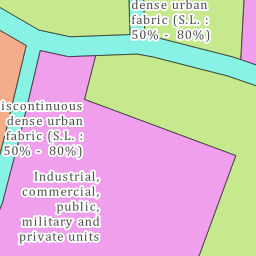 dense urban
fabric (S.L. :
50% - 80%)
iscontinuous
dense urban
fabric (S.L. :
50% - 80%)
Industrial,
commercial,
public,
military and
private units